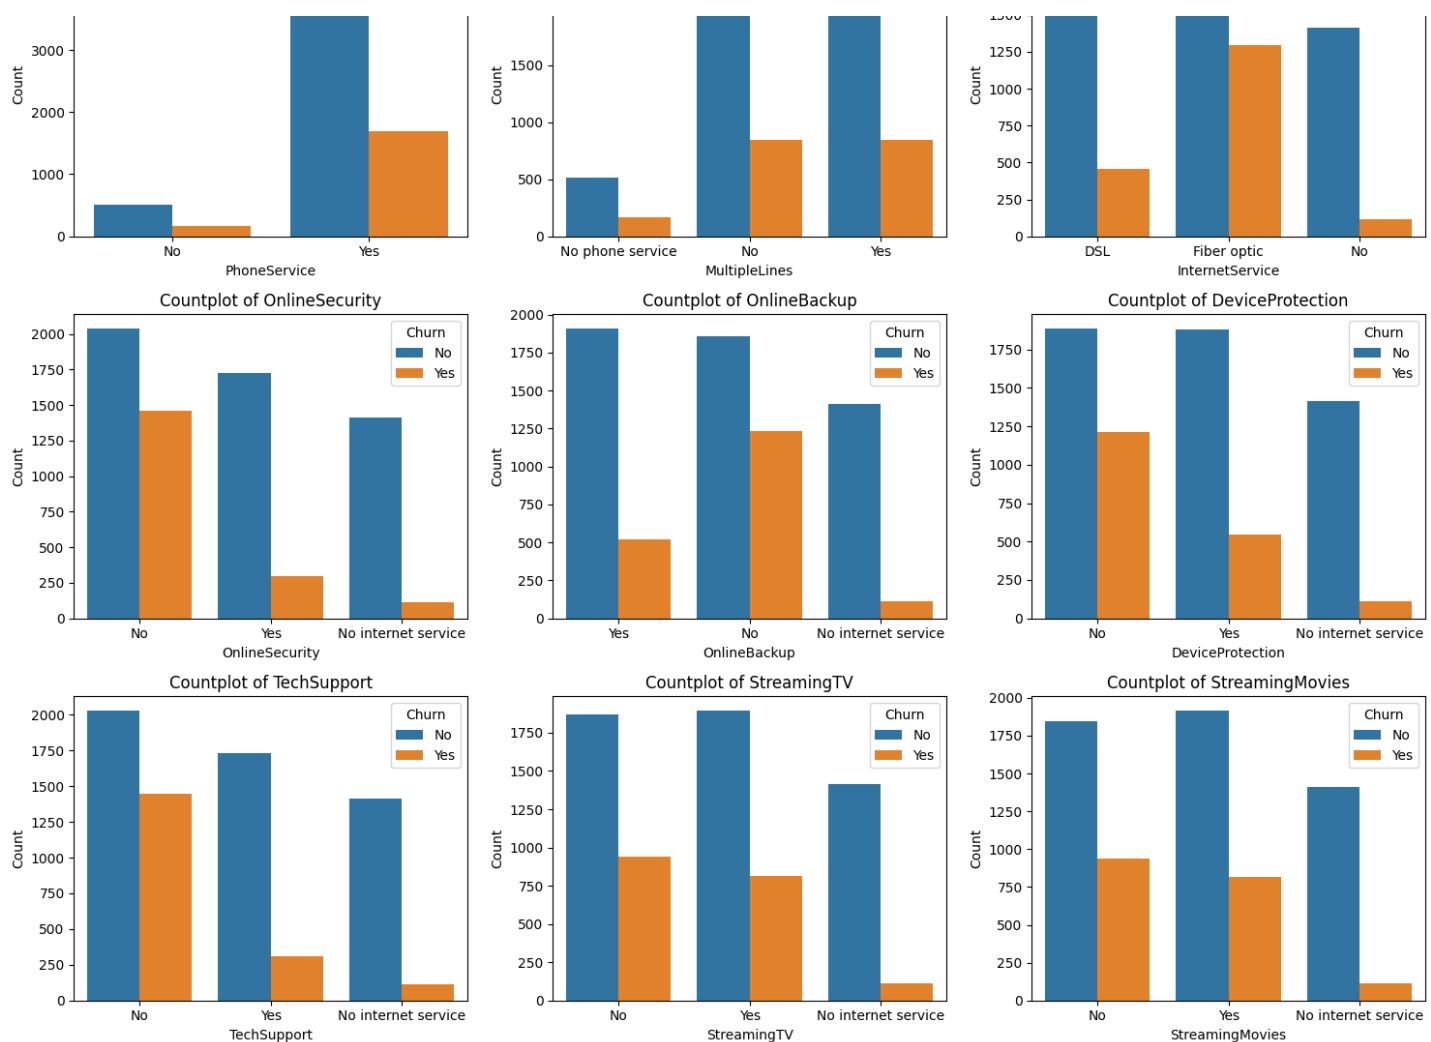 3000
2000
1000
0
Count
No
Yes
PhoneService
1500
1000
500
0
Count
No phone service
No
Yes
MultipleLines
1500
1250
1000
750
500
250
0
Count
DSL
Fiber optic
No
InternetService
Countplot of OnlineSecurity
2000
1750
1500
1250
1000
750
500
250
0
Count
Churn
No
Yes
No
Yes
No internet service
OnlineSecurity
Countplot of OnlineBackup
2000
1750
1500
1250
1000
750
500
250
0
Count
Churn
No
Yes
Yes
No
No internet service
OnlineBackup
Countplot of DeviceProtection
1750
1500
1250
1000
750
500
250
0
Count
Churn
No
Yes
No
Yes
No internet service
DeviceProtection
Countplot of TechSupport
2000
1750
1500
1250
1000
750
500
250
0
Count
Churn
No
Yes
No
Yes
No internet service
TechSupport
Countplot of StreamingTV
1750
1500
1250
1000
750
500
250
0
Count
Churn
No
Yes
No
Yes
No internet service
StreamingTV
Countplot of StreamingMovies
2000
1750
1500
1250
1000
750
500
250
0
Count
Churn
No
Yes
No
Yes
No internet service
StreamingMovies